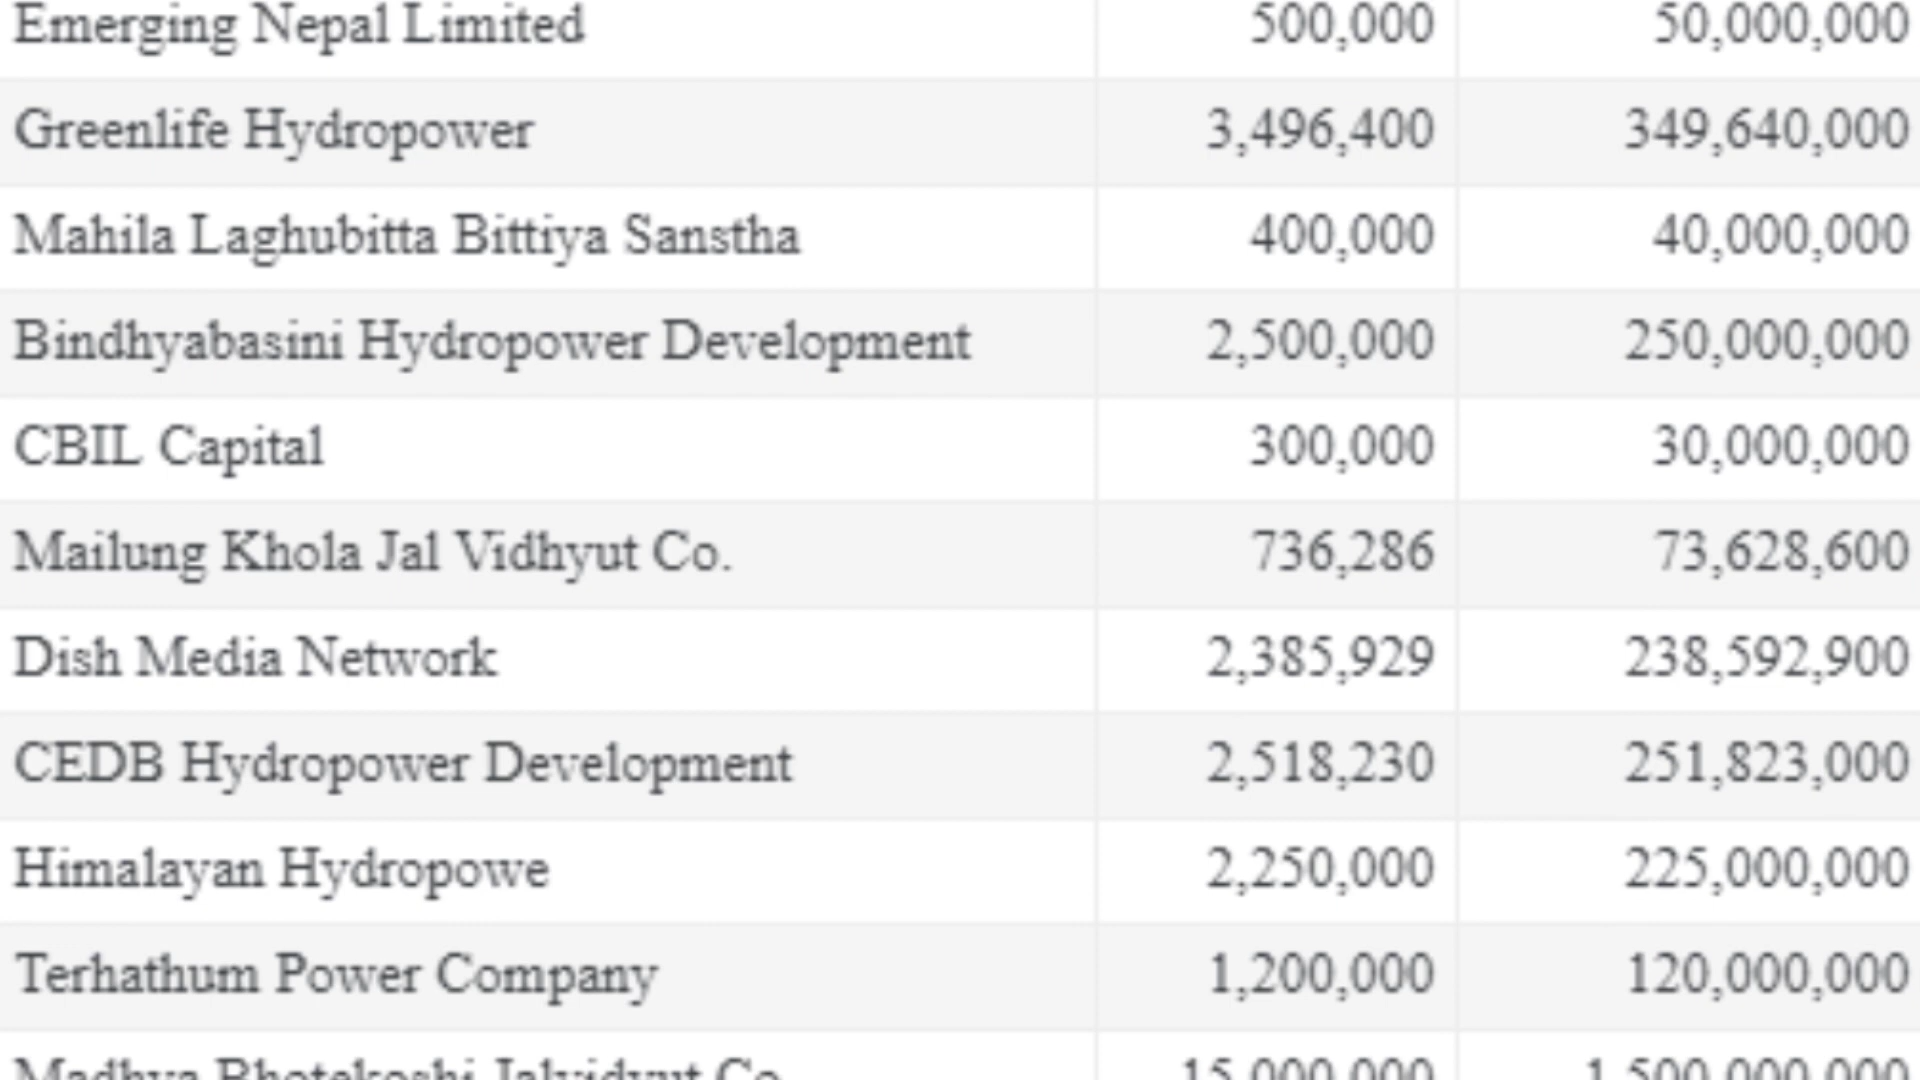 Emerging Nepal Limited 500,000 50,000,000
Greenlife Hydropower 3,496,400 349,640,000
Mahila Laghubitta Bittiya Sanstha 400,000 40,000,000
Bindhyabasini Hydropower Development 2,500,000 250,000,000
CBIL Capital 300,000 30,000,000
Mailung Khola Jal Vidhyut Co. 736,286 73,628,600
Dish Media Network 2,385,929 238,592,900
CEDB Hydropower Development 2,518,230 251,823,000
Himalayan Hydropowe 2,250,000 225,000,000
Terhathum Power Company 1,200,000 120,000,000
Madhya Bhotekoshi Jalvidyut Co 15,000,000 1,500,000,000